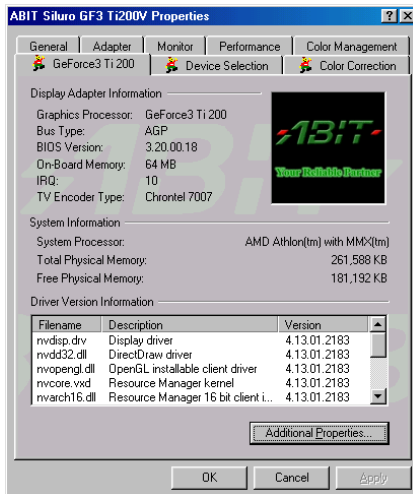 ABIT Siluro GF3 Ti200V Properties
General Adapter Monitor Performance Color Management
GeForce3 Ti 200 Device Selection Color Correction
Display Adapter Information
Graphics Processor: GeForce3 Ti 200
Bus Type: AGP
BIOS Version: 3.20.00.18
On-Board Memory: 64 MB
IRQ: 10
TV Encoder Type: Chrontel 7007
ABIT
Your Reliable Partner
System Information
System Processor: AMD Athlon(tm) with MMX(tm)
Total Physical Memory: 261,588 KB
Free Physical Memory: 181,192 KB
Driver Version Information
Filename Description Version
nvdisp.drv Display driver 4.13.01.2183
nvdd32.dll DirectDraw driver 4.13.01.2183
nvopengl.dll OpenGL installable client driver 4.13.01.2183
nvcore.vxd Resource Manager kernel 4.13.01.2183
nvarch16.dll Resource Manager 16 bit client i... 4.13.01.2183
Additional Properties...
OK Cancel Apply